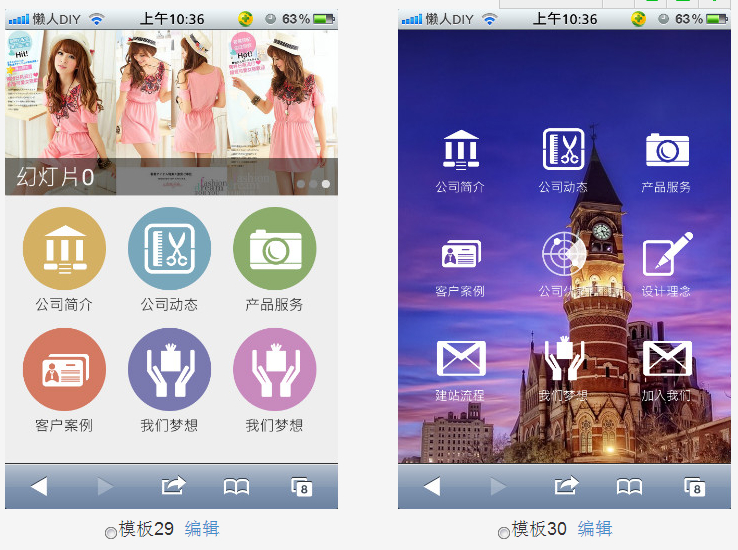 懒人DIY 上午10:36 63%
Hit!
Hot!
幻灯片0
公司简介 公司动态 产品服务
客户案例 我们梦想 我们梦想
8
模板29 编辑
懒人DIY 上午10:36 63%
公司简介 公司动态 产品服务
客户案例 设计理念
建站流程 我们梦想 加入我们
8
模板30 编辑